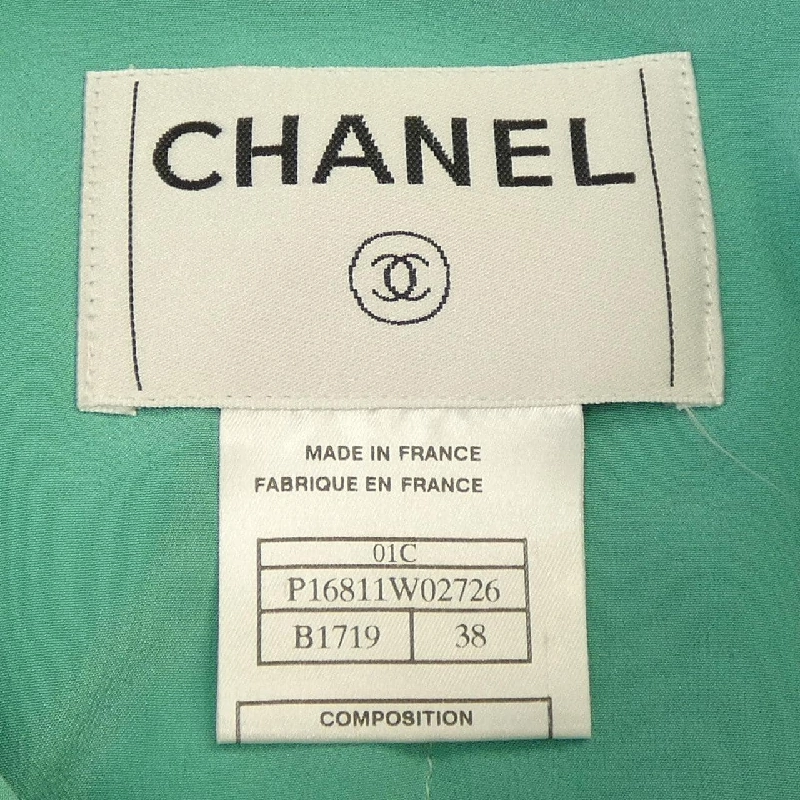 CHANEL
MADE IN FRANCE
FABRIQUE EN FRANCE
01C
P16811W02726
B1719 38
COMPOSITION